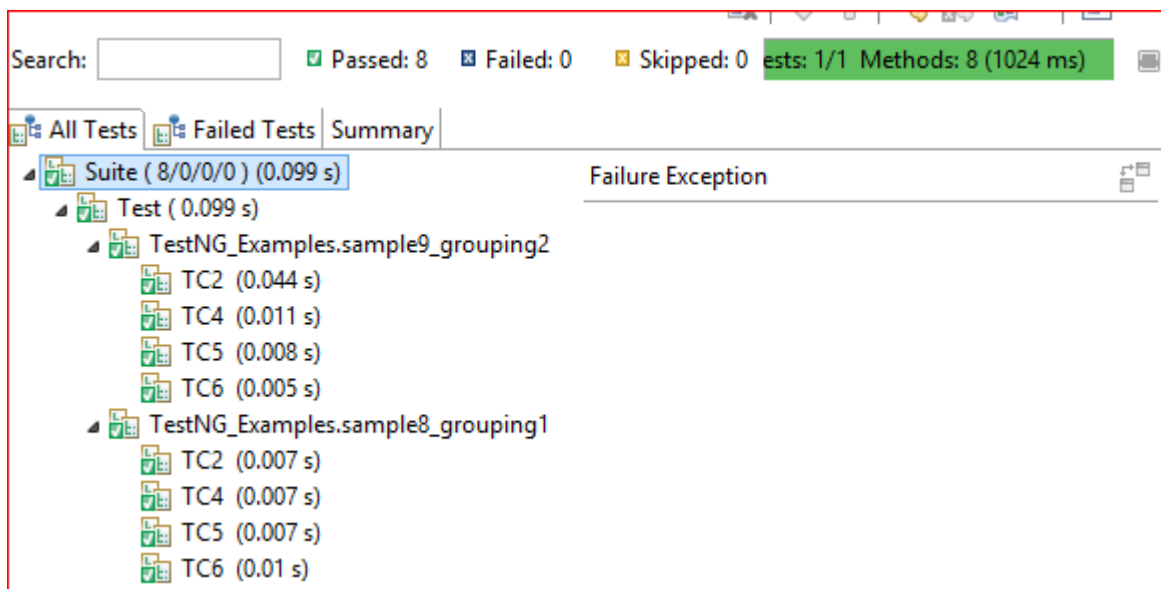 Search: Passed: 8 Failed: 0 Skipped: 0 ests: 1/1 Methods: 8 (1024 ms)
All Tests Failed Tests Summary
Suite ( 8/0/0/0 ) (0.099 s) Failure Exception
Test ( 0.099 s)
TestNG_Examples.sample9_grouping2
TC2 (0.044 s)
TC4 (0.011 s)
TC5 (0.008 s)
TC6 (0.005 s)
TestNG_Examples.sample8_grouping1
TC2 (0.007 s)
TC4 (0.007 s)
TC5 (0.007 s)
TC6 (0.01 s)